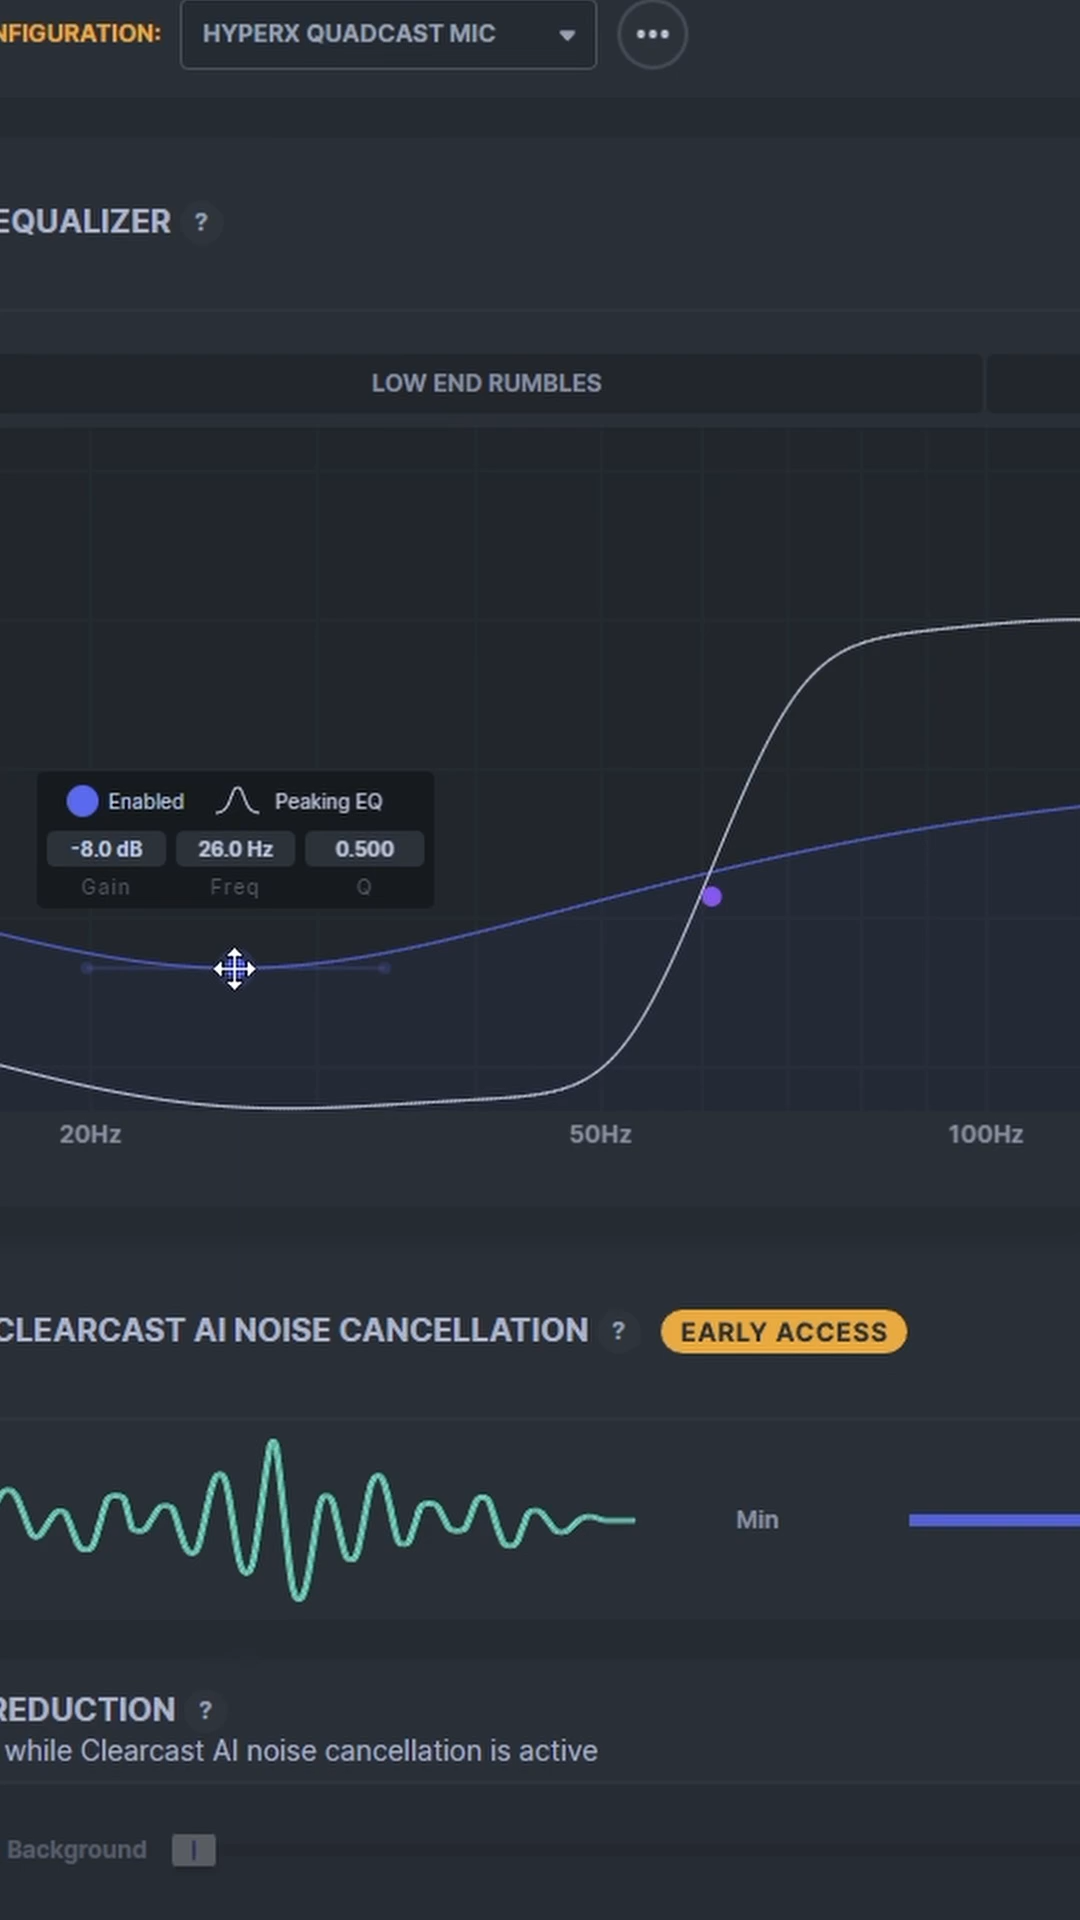 NFIGURATION: HYPERX QUADCAST MIC
EQUALIZER ?
LOW END RUMBLES
Enabled Peaking EQ
-8.0 dB 26.0 Hz 0.500
Gain Freq Q
20Hz 50Hz 100Hz
CLEARCAST AI NOISE CANCELLATION ? EARLY ACCESS
Min
REDUCTION ?
while Clearcast AI noise cancellation is active
Background